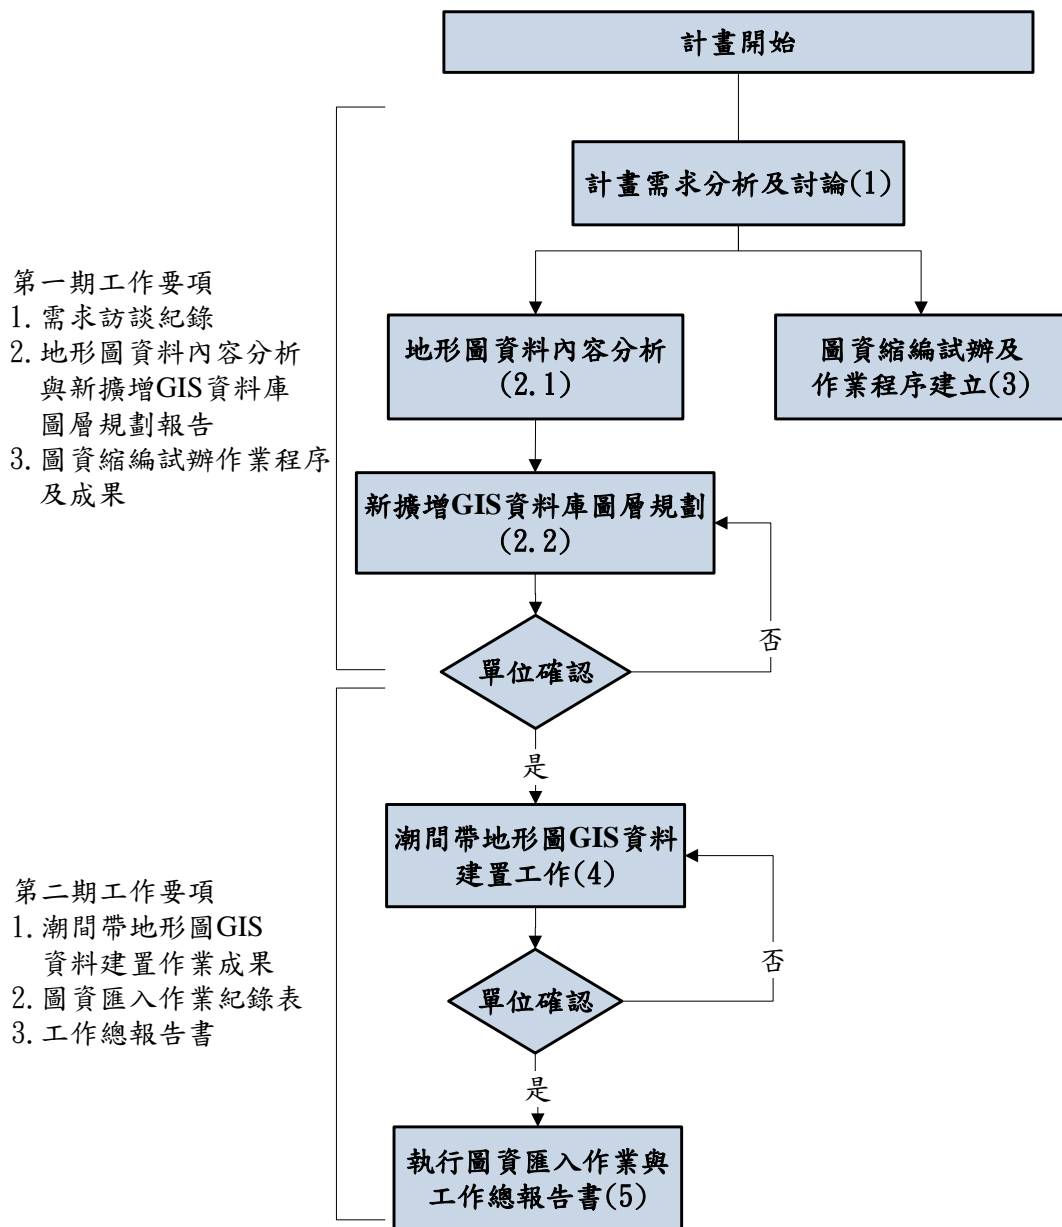 計畫開始
計畫需求分析及討論(1)
第一期工作要項
1. 需求訪談紀錄
2. 地形圖資料內容分析
與新擴增GIS資料庫
圖層規劃報告
3. 圖資縮編試辦作業程序
及成果
地形圖資料內容分析
(2.1)
圖資縮編試辦及
作業程序建立(3)
新擴增GIS資料庫圖層規劃
(2.2)
單位確認
否
是
第二期工作要項
1. 潮間帶地形圖GIS
資料建置作業成果
2. 圖資匯入作業紀錄表
3. 工作總報告書
潮間帶地形圖GIS資料
建置工作(4)
單位確認
否
是
執行圖資匯入作業與
工作總報告書(5)